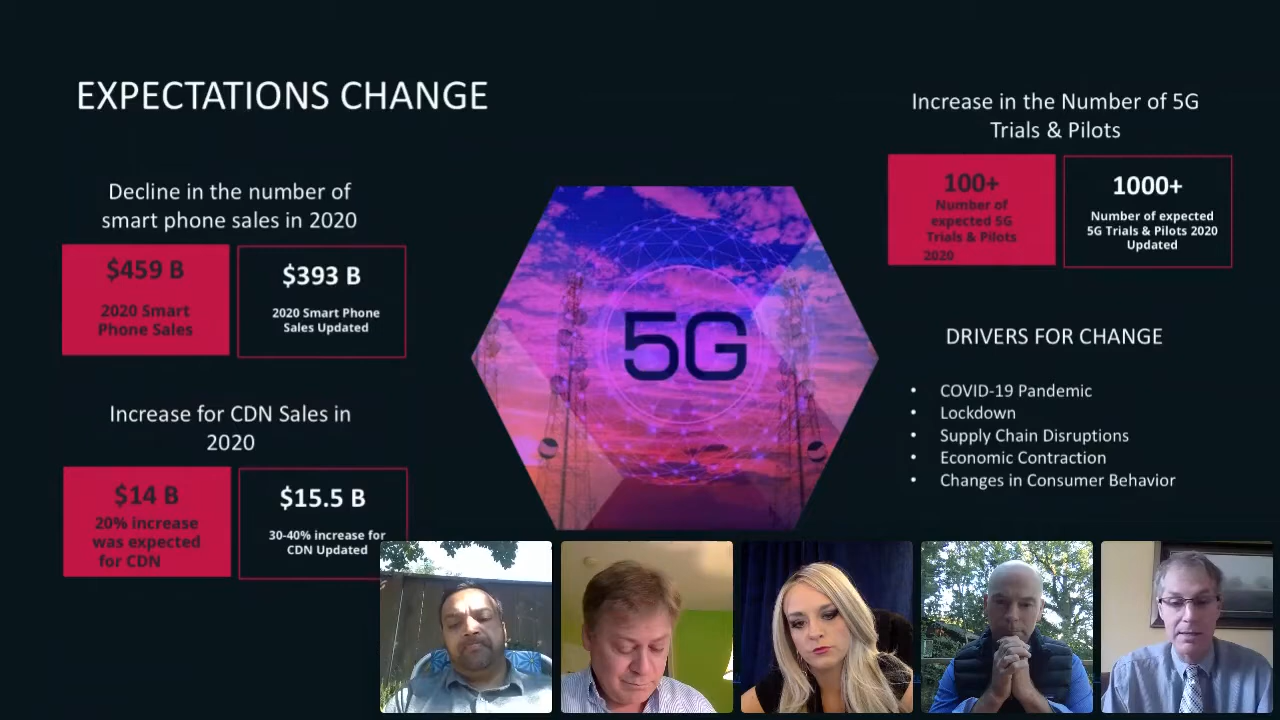 EXPECTATIONS CHANGE
Decline in the number of
smart phone sales in 2020
$459 B
2020 Smart
Phone Sales
$393 B
2020 Smart Phone
Sales Updated
Increase for CDN Sales in
2020
$14 B
20% increase
was expected
for CDN
$15.5 B
30-40% increase for
CDN Updated
5G
Increase in the Number of 5G
Trials & Pilots
100+
Number of
expected 5G
Trials & Pilots
2020
1000+
Number of expected
5G Trials & Pilots 2020
Updated
DRIVERS FOR CHANGE
• COVID-19 Pandemic
• Lockdown
• Supply Chain Disruptions
• Economic Contraction
• Changes in Consumer Behavior